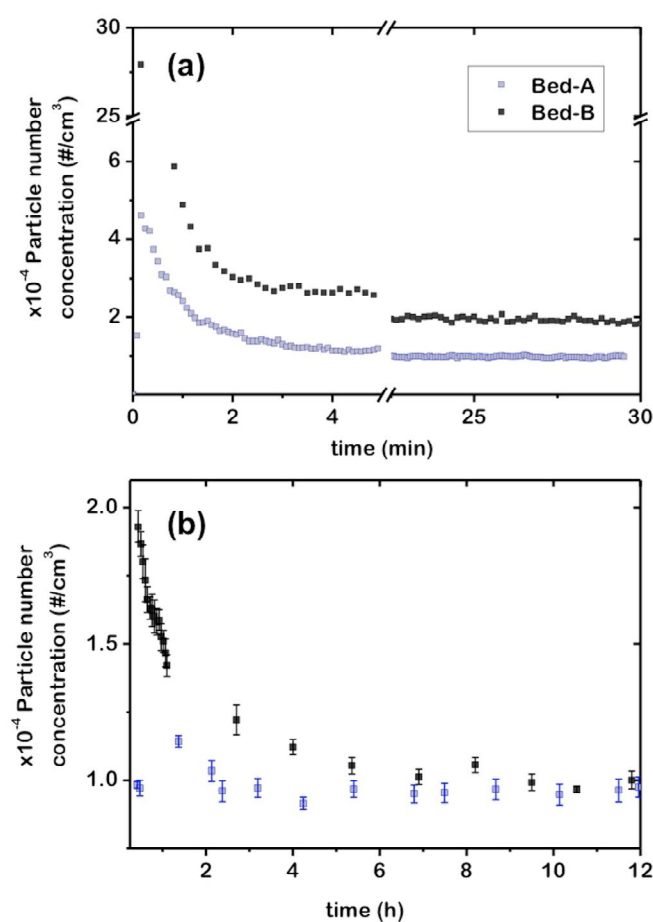 30
25
6
4
2
x10⁻⁴ Particle number
concentration (#/cm³)
(a)
Bed-A
Bed-B
0 2 4 25 30
time (min)
2.0
1.5
1.0
x10⁻⁴ Particle number
concentration (#/cm³)
(b)
2 4 6 8 10 12
time (h)